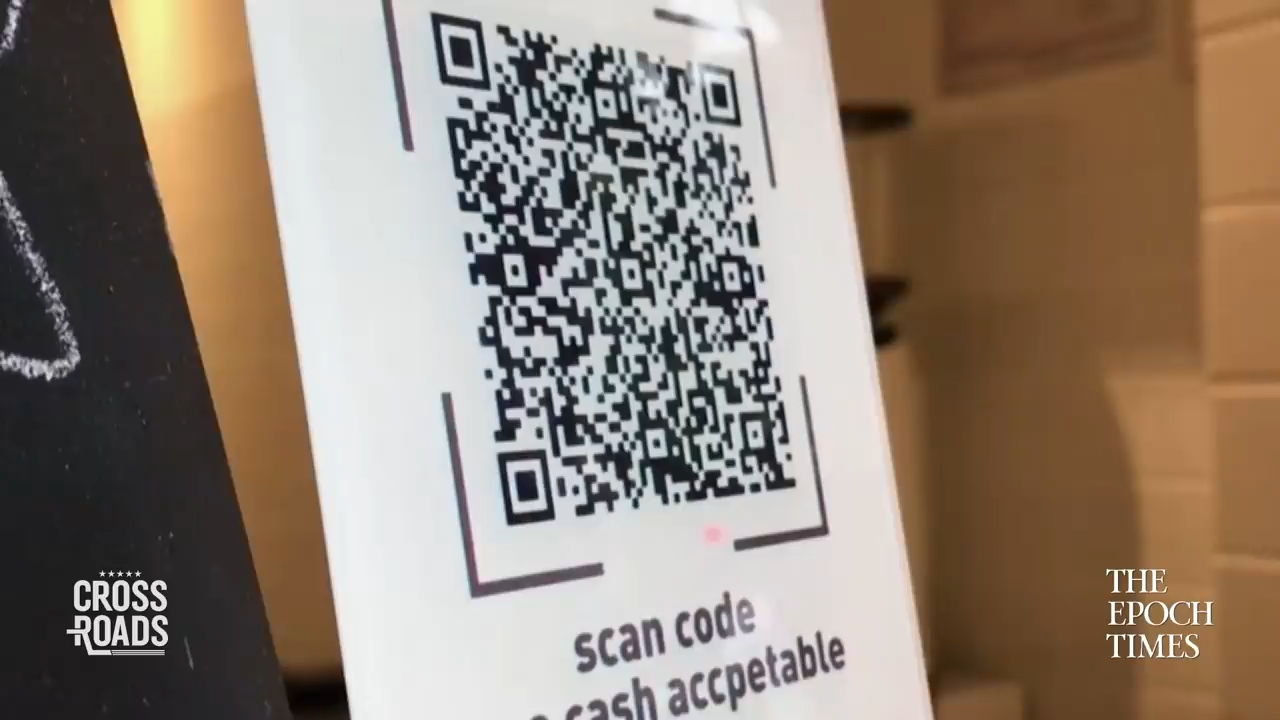 scan code
cash accpetable
CROSS
ROADS
THE
EPOCH
TIMES